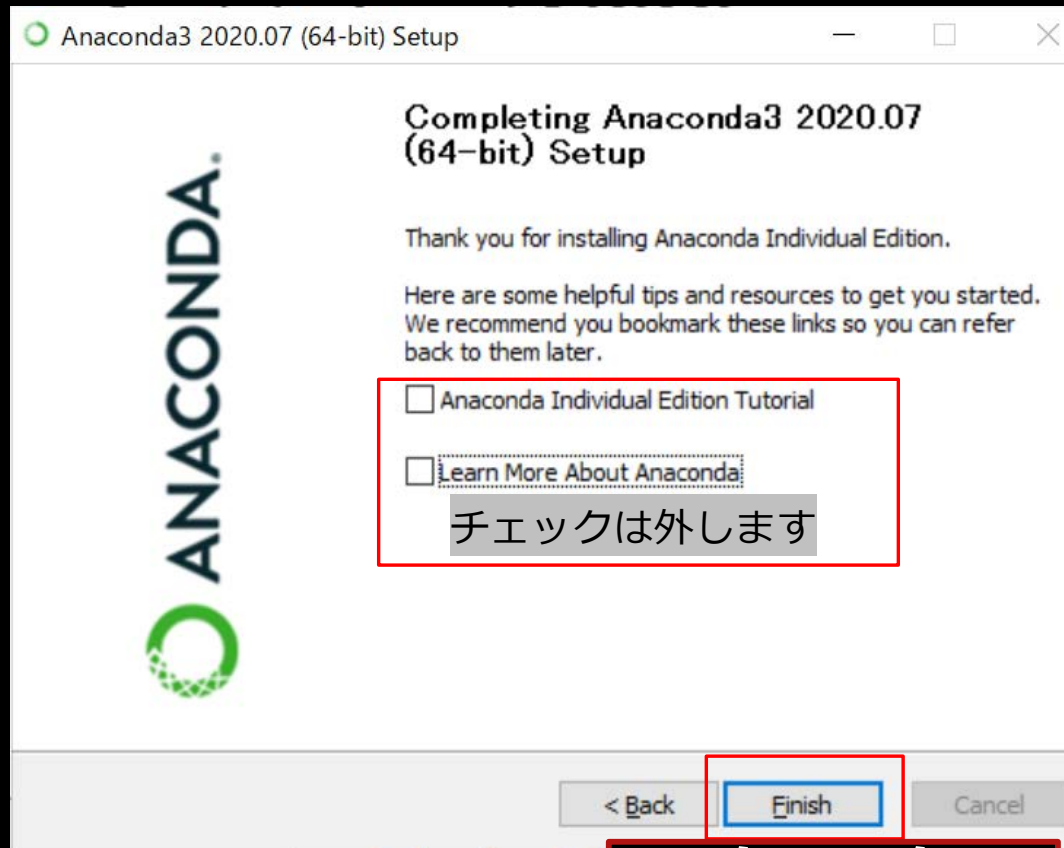 Anaconda3 2020.07 (64-bit) Setup
Completing Anaconda3 2020.07
(64-bit) Setup
ANACONDA.
Thank you for installing Anaconda Individual Edition.
Here are some helpful tips and resources to get you started.
We recommend you bookmark these links so you can refer
back to them later.
Anaconda Individual Edition Tutorial
Learn More About Anaconda
チェックは外します
< Back
Finish
Cancel